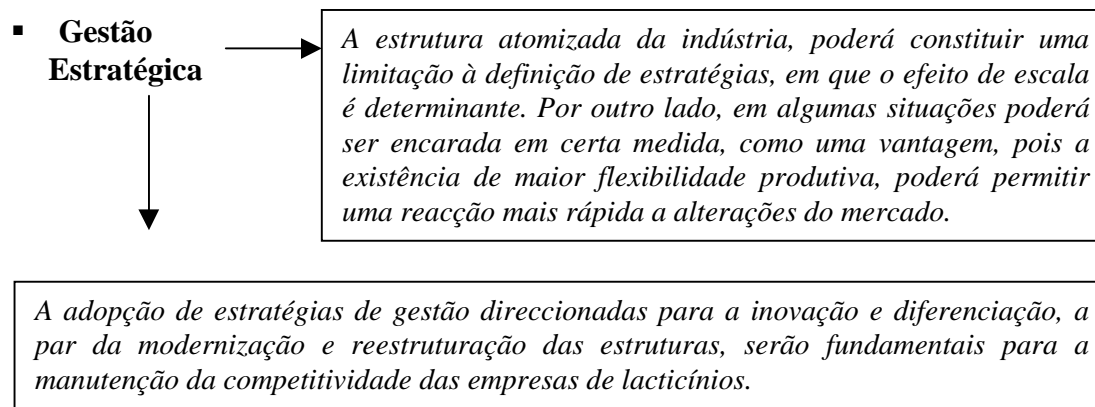 ▪ Gestão
Estratégica
A estrutura atomizada da indústria, poderá constituir uma
limitação à definição de estratégias, em que o efeito de escala
é determinante. Por outro lado, em algumas situações poderá
ser encarada em certa medida, como uma vantagem, pois a
existência de maior flexibilidade produtiva, poderá permitir
uma reacção mais rápida a alterações do mercado.
A adopção de estratégias de gestão direccionadas para a inovação e diferenciação, a
par da modernização e reestruturação das estruturas, serão fundamentais para a
manutenção da competitividade das empresas de lacticínios.